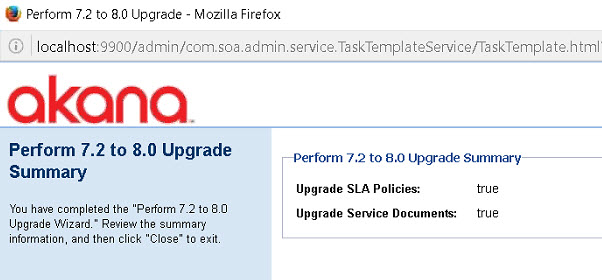 Perform 7.2 to 8.0 Upgrade - Mozilla Firefox
localhost:9900/admin/com.soa.admin.service.TaskTemplateService/TaskTemplate.html
akana
Perform 7.2 to 8.0 Upgrade
Summary
You have completed the "Perform 7.2 to 8.0
Upgrade Wizard." Review the summary
information, and then click "Close" to exit.
Perform 7.2 to 8.0 Upgrade Summary
Upgrade SLA Policies: true
Upgrade Service Documents: true